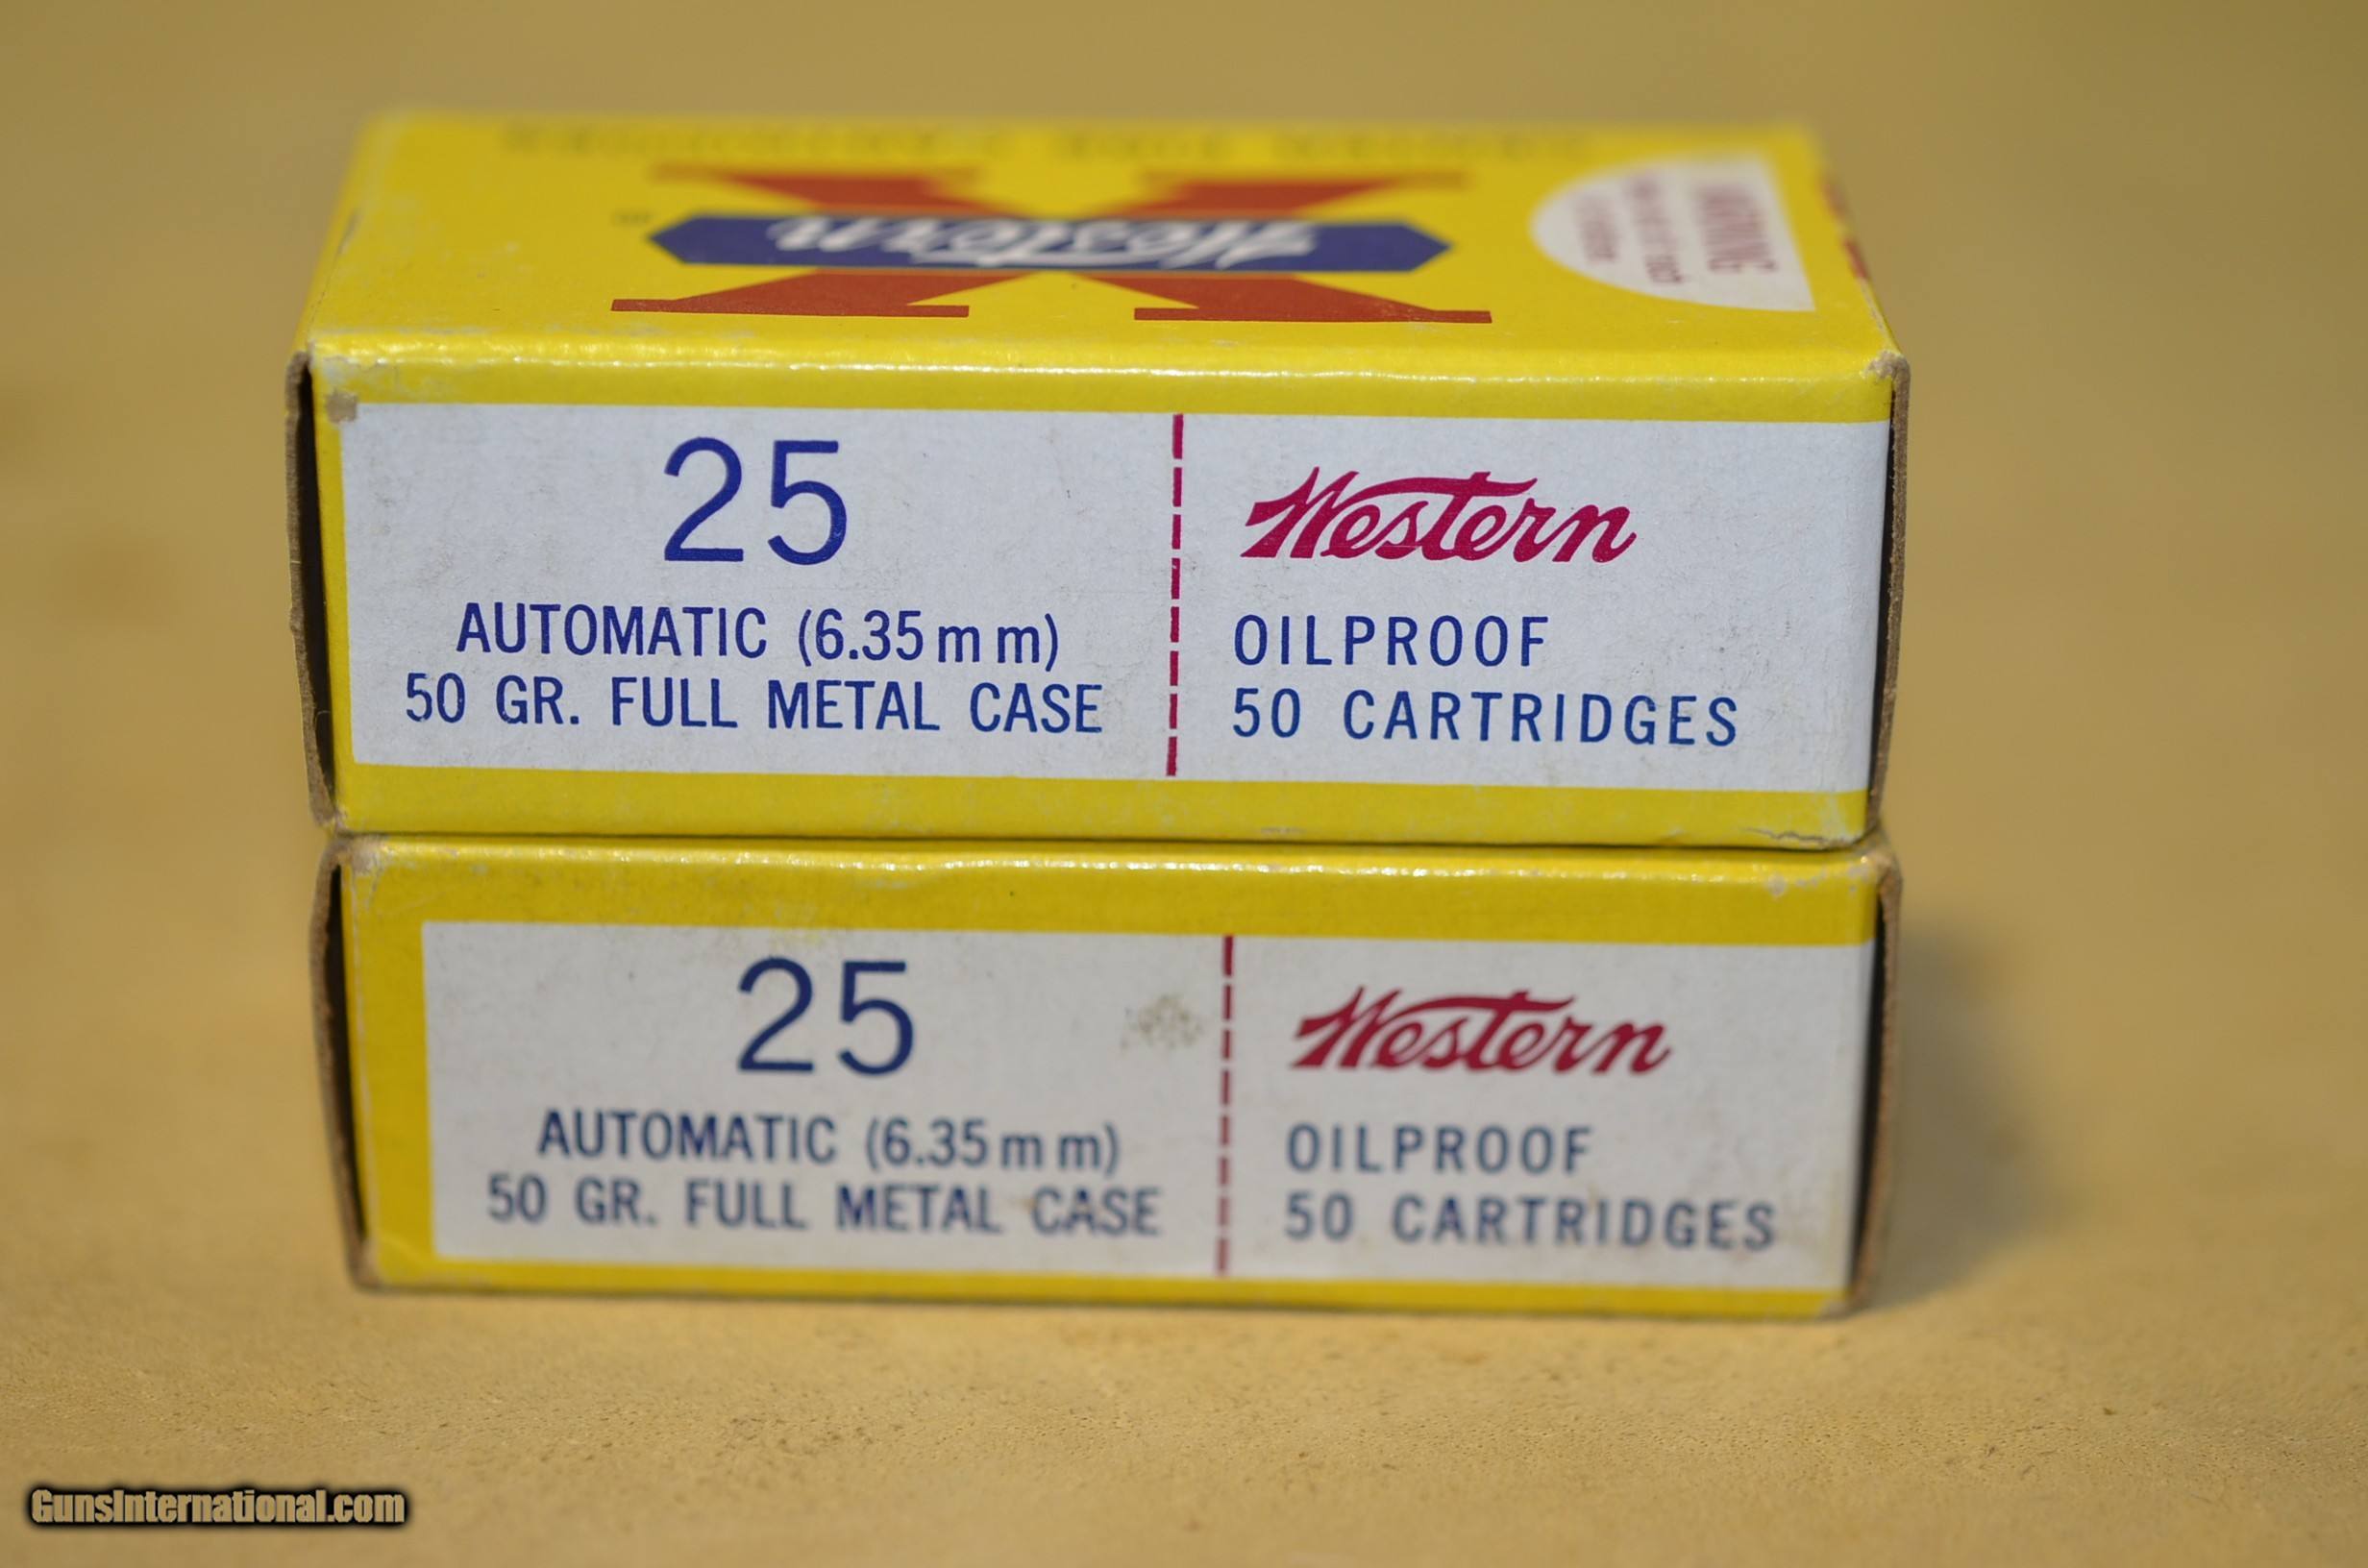 Western
WARNING
25
AUTOMATIC (6.35mm)
50 GR. FULL METAL CASE
Western
OILPROOF
50 CARTRIDGES
25
AUTOMATIC (6.35mm)
50 GR. FULL METAL CASE
Western
OILPROOF
50 CARTRIDGES
GunsInternational.com